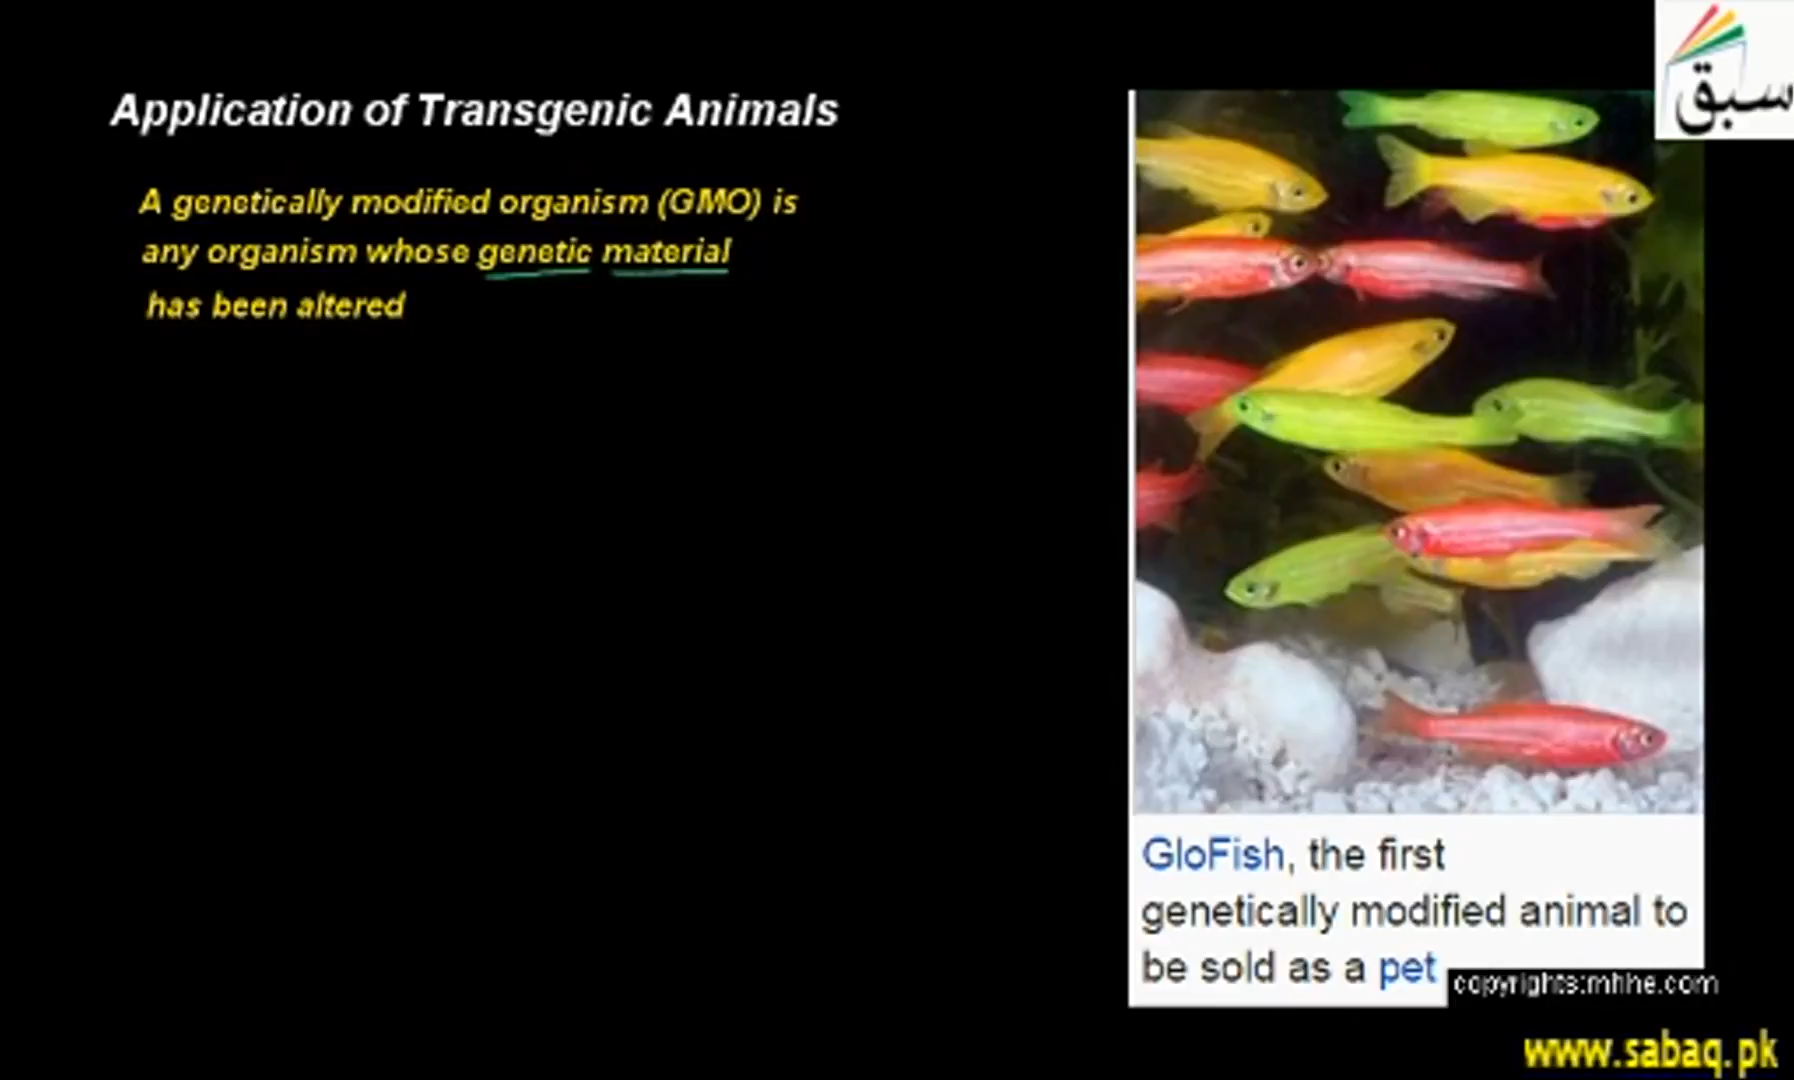 سبق
Application of Transgenic Animals
A genetically modified organism (GMO) is
any organism whose genetic material
has been altered
GloFish, the first
genetically modified animal to
be sold as a pet
copyrights:mhhe.com
www.sabaq.pk